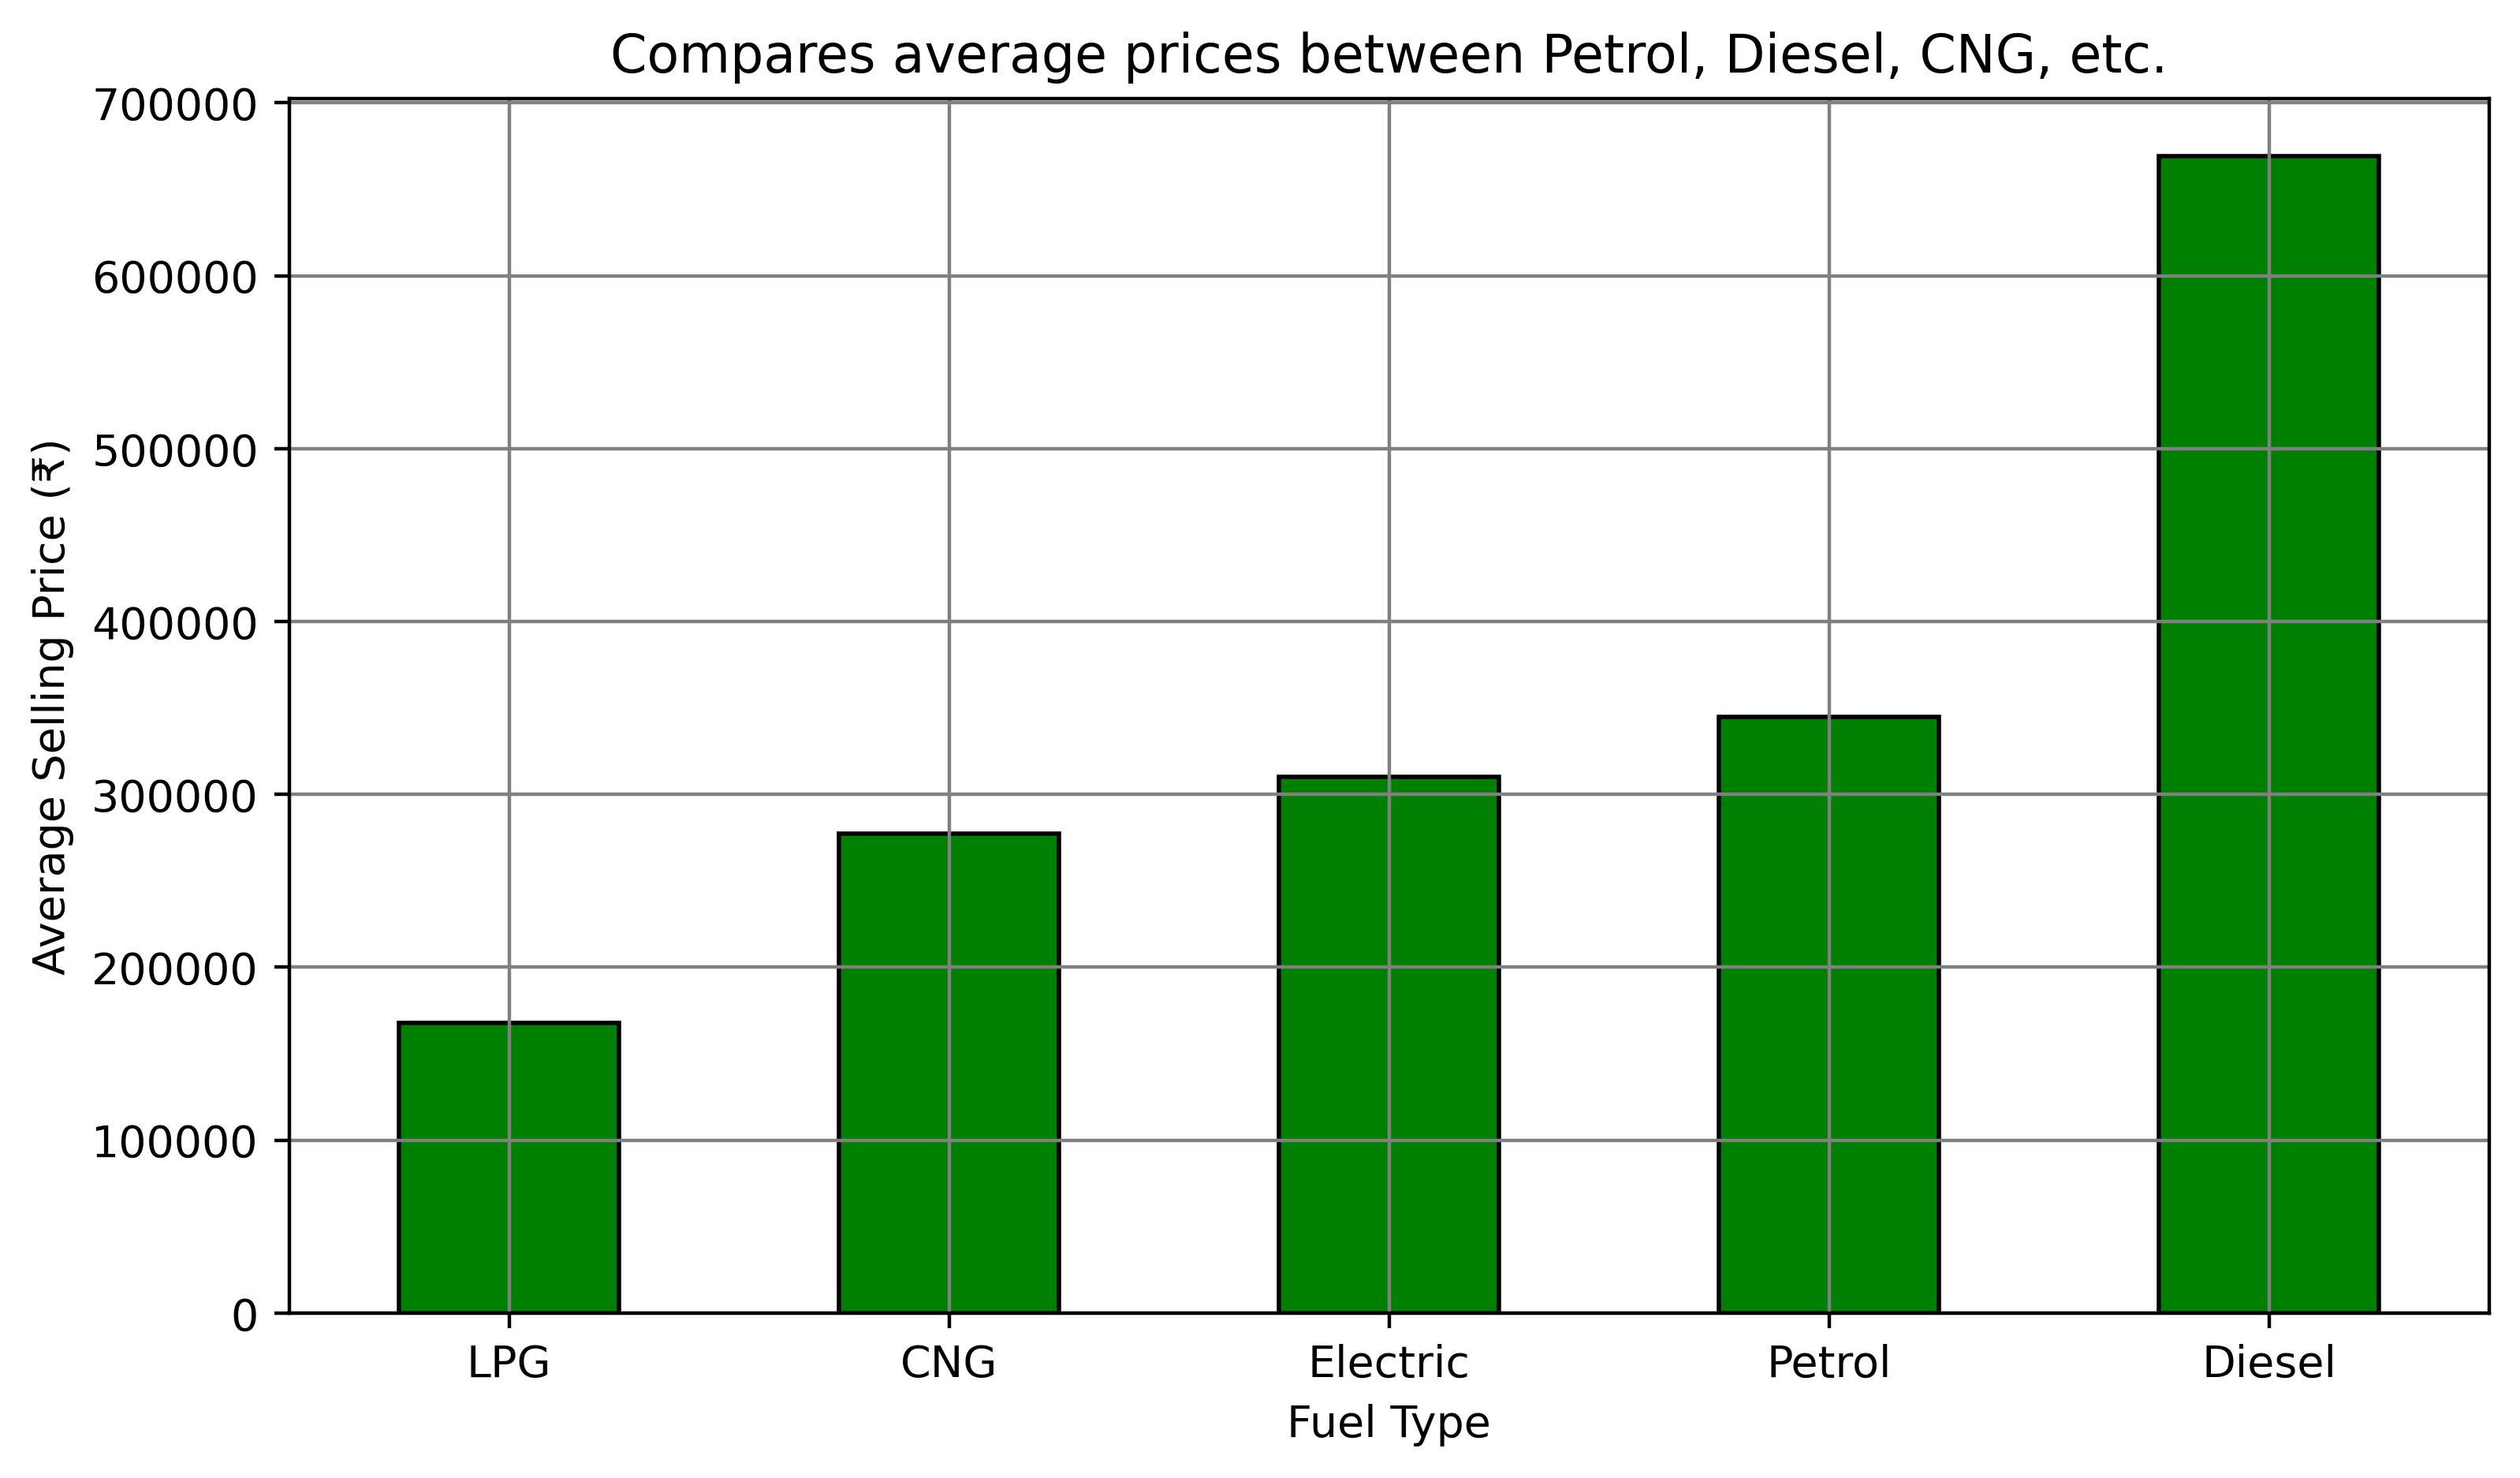 Compares average prices between Petrol, Diesel, CNG, etc.
Average Selling Price (₹)
700000
600000
500000
400000
300000
200000
100000
0
LPG CNG Electric Petrol Diesel
Fuel Type